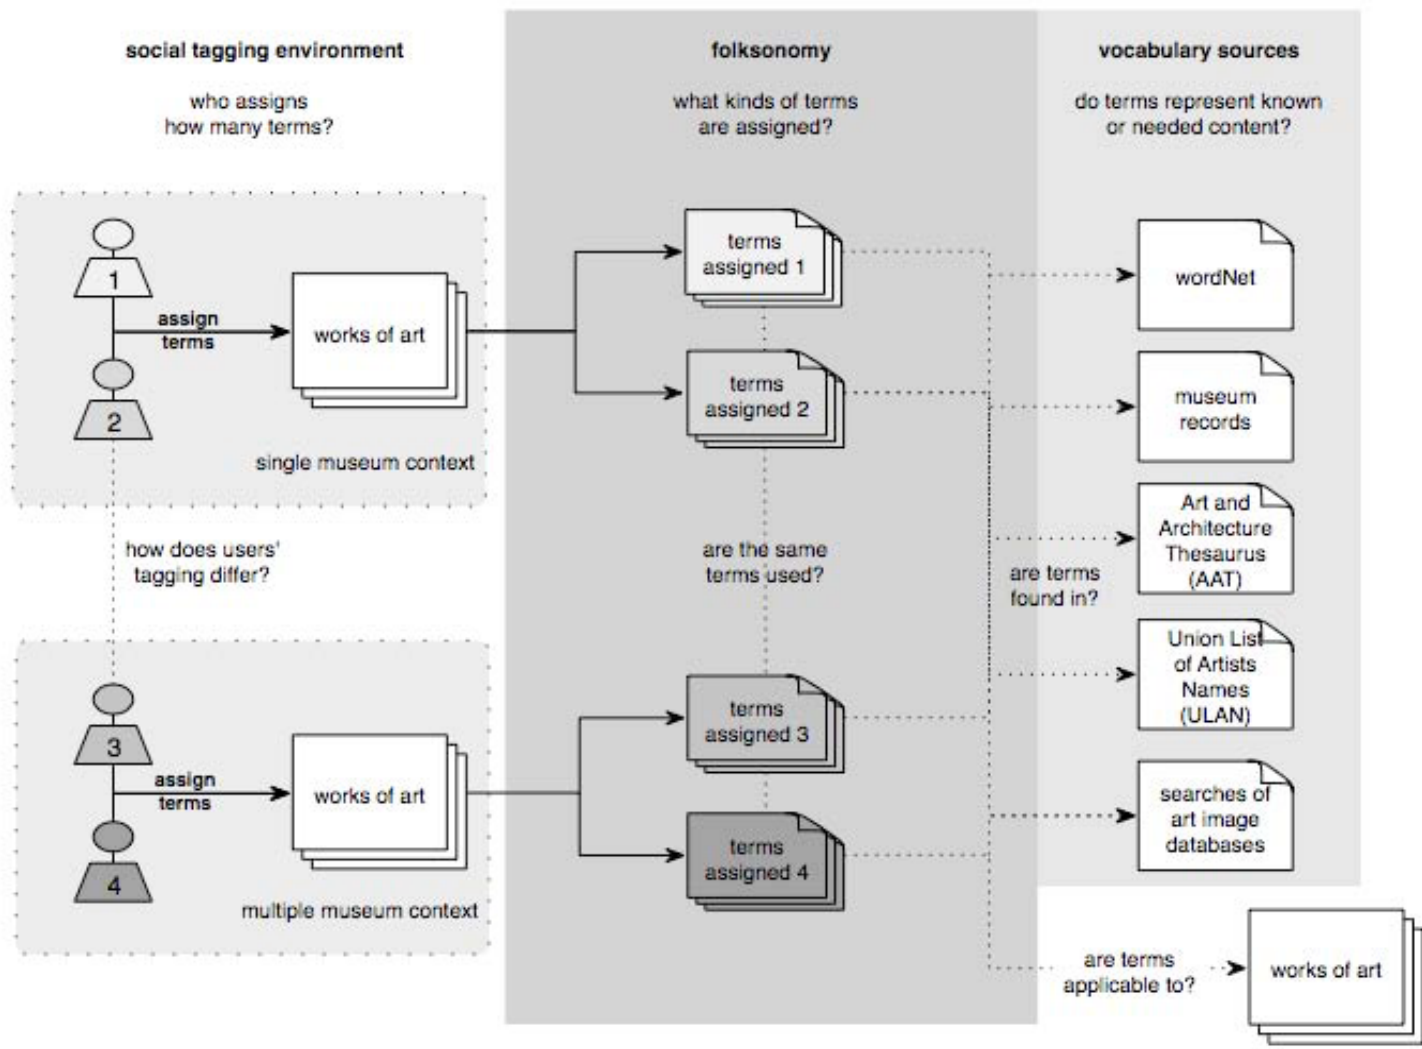 social tagging environment
who assigns
how many terms?
1
assign
terms
works of art
2
single museum context
how does users'
tagging differ?
3
assign
terms
works of art
4
multiple museum context
folksonomy
what kinds of terms
are assigned?
terms
assigned 1
terms
assigned 2
are the same
terms used?
terms
assigned 3
terms
assigned 4
are terms
found in?
vocabulary sources
do terms represent known
or needed content?
wordNet
museum
records
Art and
Architecture
Thesaurus
(AAT)
Union List
of Artists
Names
(ULAN)
searches of
art image
databases
are terms
applicable to?
works of art